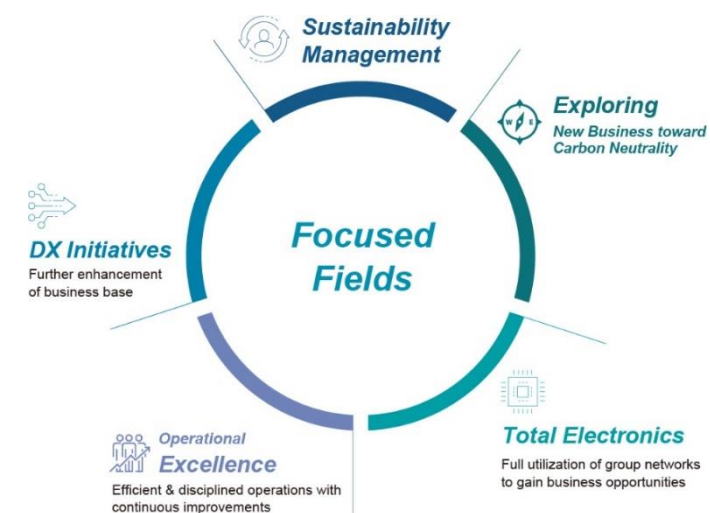 Sustainability
Management
Exploring
New Business toward
Carbon Neutrality
W E
Focused
Fields
DX Initiatives
Further enhancement
of business base
Total Electronics
Full utilization of group networks
to gain business opportunities
Operational
Excellence
Efficient & disciplined operations with
continuous improvements